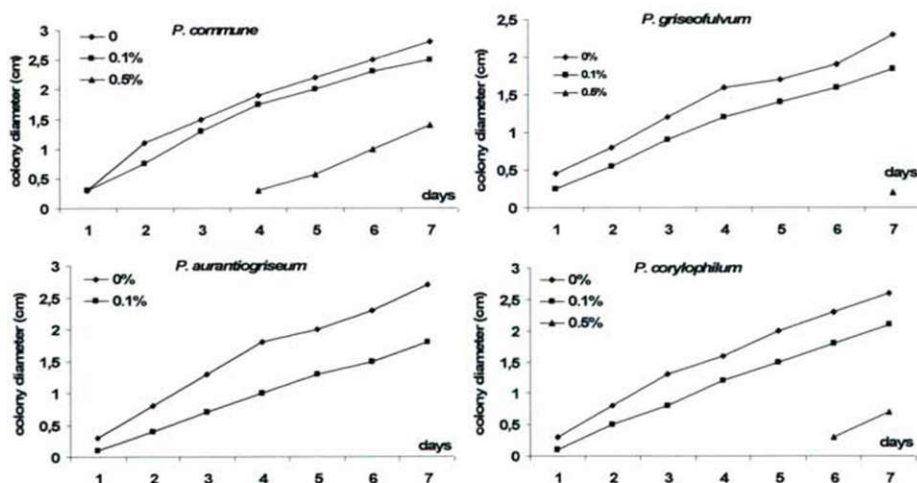 P. commune
colony diameter (cm)
3
2,5
2
1,5
1
0,5
0
0
0.1%
0.5%
days
1 2 3 4 5 6 7
P. griseofulvum
colony diameter (cm)
2,5
2
1,5
1
0,5
0
0%
0.1%
0.5%
days
1 2 3 4 5 6 7
P. aurantiogriseum
colony diameter (cm)
3
2,5
2
1,5
1
0,5
0
0%
0.1%
days
1 2 3 4 5 6 7
P. corylophilum
colony diameter (cm)
3
2,5
2
1,5
1
0,5
0
0%
0.1%
0.5%
days
1 2 3 4 5 6 7